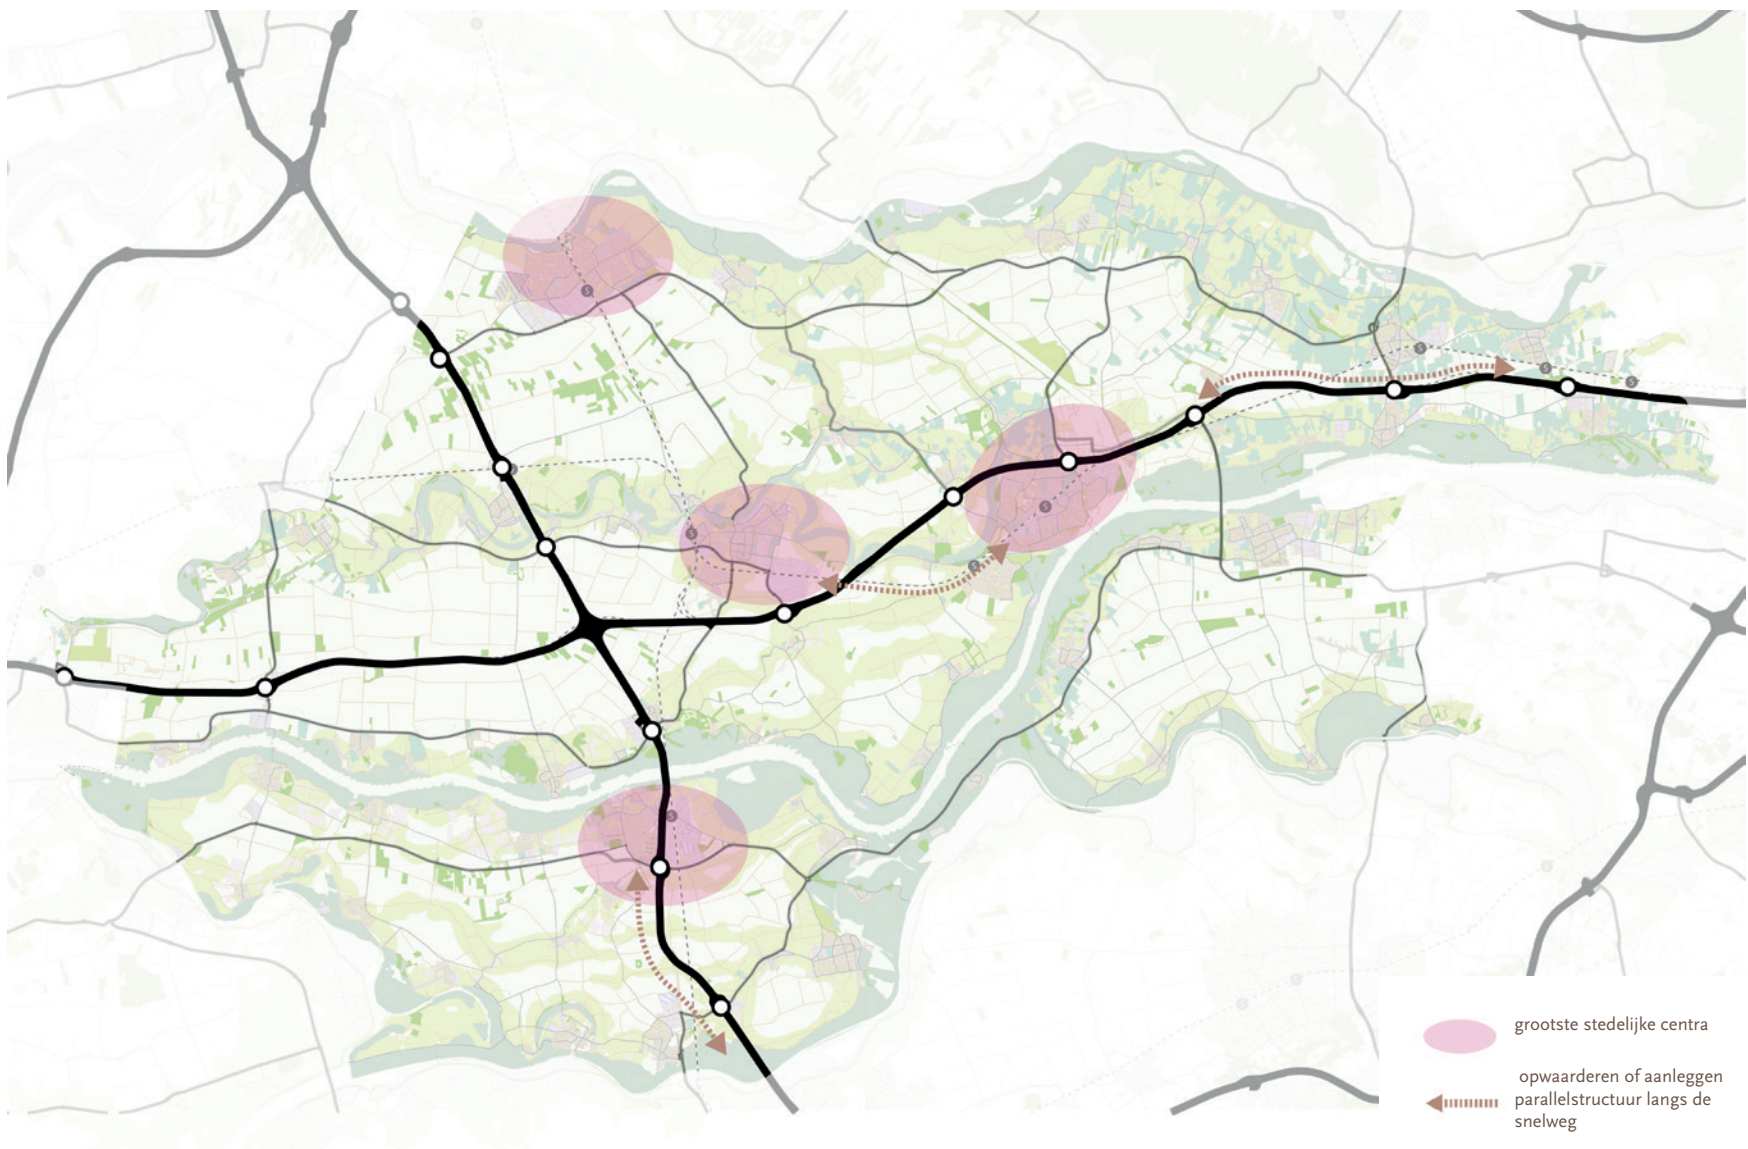 grootste stedelijke centra
opwaarderen of aanleggen
parallelstructuur langs de
snelweg